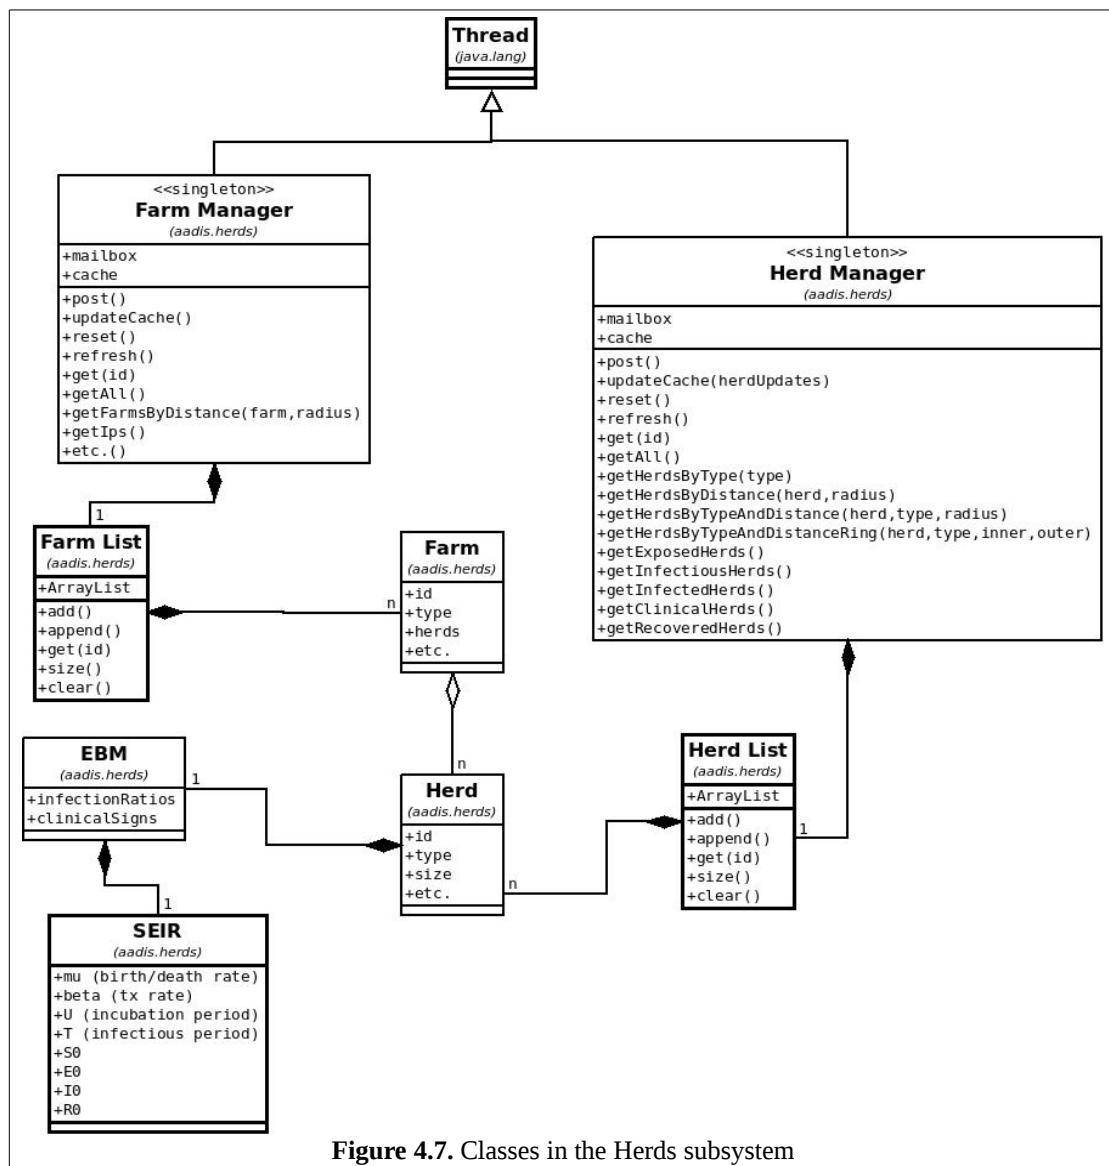 Thread
(java.lang)
<<singleton>>
Farm Manager
(aadis.herds)
+mailbox
+cache
+post()
+updateCache()
+reset()
+refresh()
+get(id)
+getAll()
+getFarmsByDistance(farm,radius)
+getIps()
+etc.()
<<singleton>>
Herd Manager
(aadis.herds)
+mailbox
+cache
+post()
+updateCache(herdUpdates)
+reset()
+refresh()
+get(id)
+getAll()
+getHerdsByType(type)
+getHerdsByDistance(herd,radius)
+getHerdsByTypeAndDistance(herd,type,radius)
+getHerdsByTypeAndDistanceRing(herd,type,inner,outer)
+getExposedHerds()
+getInfectiousHerds()
+getInfectedHerds()
+getClinicalHerds()
+getRecoveredHerds()
1
Farm List
(aadis.herds)
+ArrayList
+add()
+append()
+get(id)
+size()
+clear()
n
Farm
(aadis.herds)
+id
+type
+herds
+etc.
n
EBM
(aadis.herds)
+infectionRatios
+clinicalSigns
1
Herd
(aadis.herds)
+id
+type
+size
+etc.
n
Herd List
(aadis.herds)
+ArrayList
+add()
+append()
+get(id)
+size()
+clear()
1
1
SEIR
(aadis.herds)
+mu (birth/death rate)
+beta (tx rate)
+U (incubation period)
+T (infectious period)
+S0
+E0
+I0
+R0
Figure 4.7. Classes in the Herds subsystem